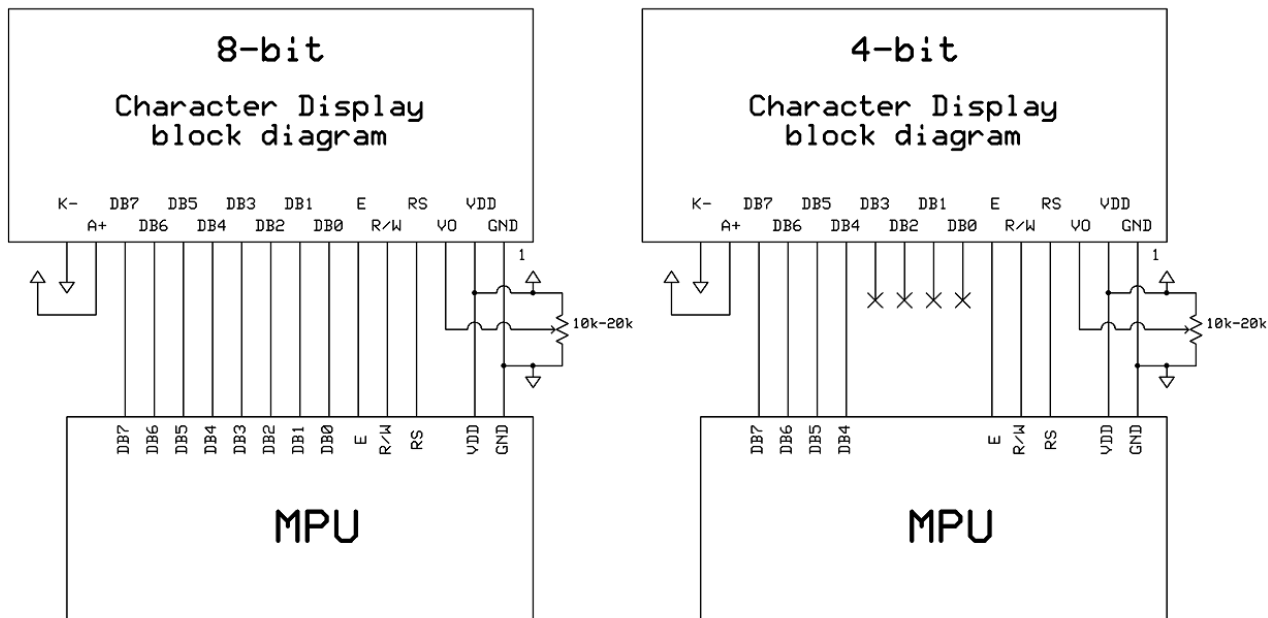 8-bit
Character Display
block diagram
K- DB7 DB5 DB3 DB1 E RS VDD
A+ DB6 DB4 DB2 DB0 R/W VO GND
1
10k-20k
DB7 DB6 DB5 DB4 DB3 DB2 DB1 DB0 E R/W RS VDD GND
MPU
4-bit
Character Display
block diagram
K- DB7 DB5 DB3 DB1 E RS VDD
A+ DB6 DB4 DB2 DB0 R/W VO GND
1
10k-20k
DB7 DB6 DB5 DB4 E R/W RS VDD GND
MPU